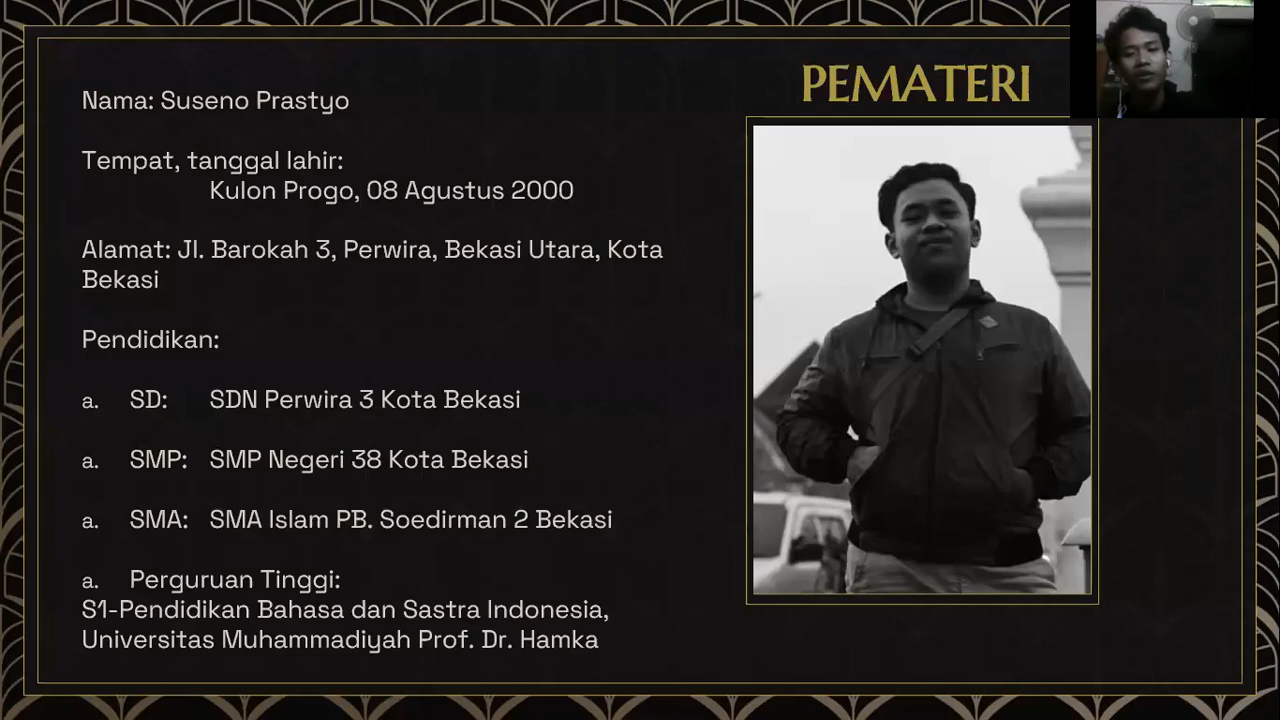 PEMATERI
Nama: Suseno Prastyo
Tempat, tanggal lahir:
Kulon Progo, 08 Agustus 2000
Alamat: Jl. Barokah 3, Perwira, Bekasi Utara, Kota
Bekasi
Pendidikan:
a. SD: SDN Perwira 3 Kota Bekasi
a. SMP: SMP Negeri 38 Kota Bekasi
a. SMA: SMA Islam PB. Soedirman 2 Bekasi
a. Perguruan Tinggi:
S1-Pendidikan Bahasa dan Sastra Indonesia,
Universitas Muhammadiyah Prof. Dr. Hamka